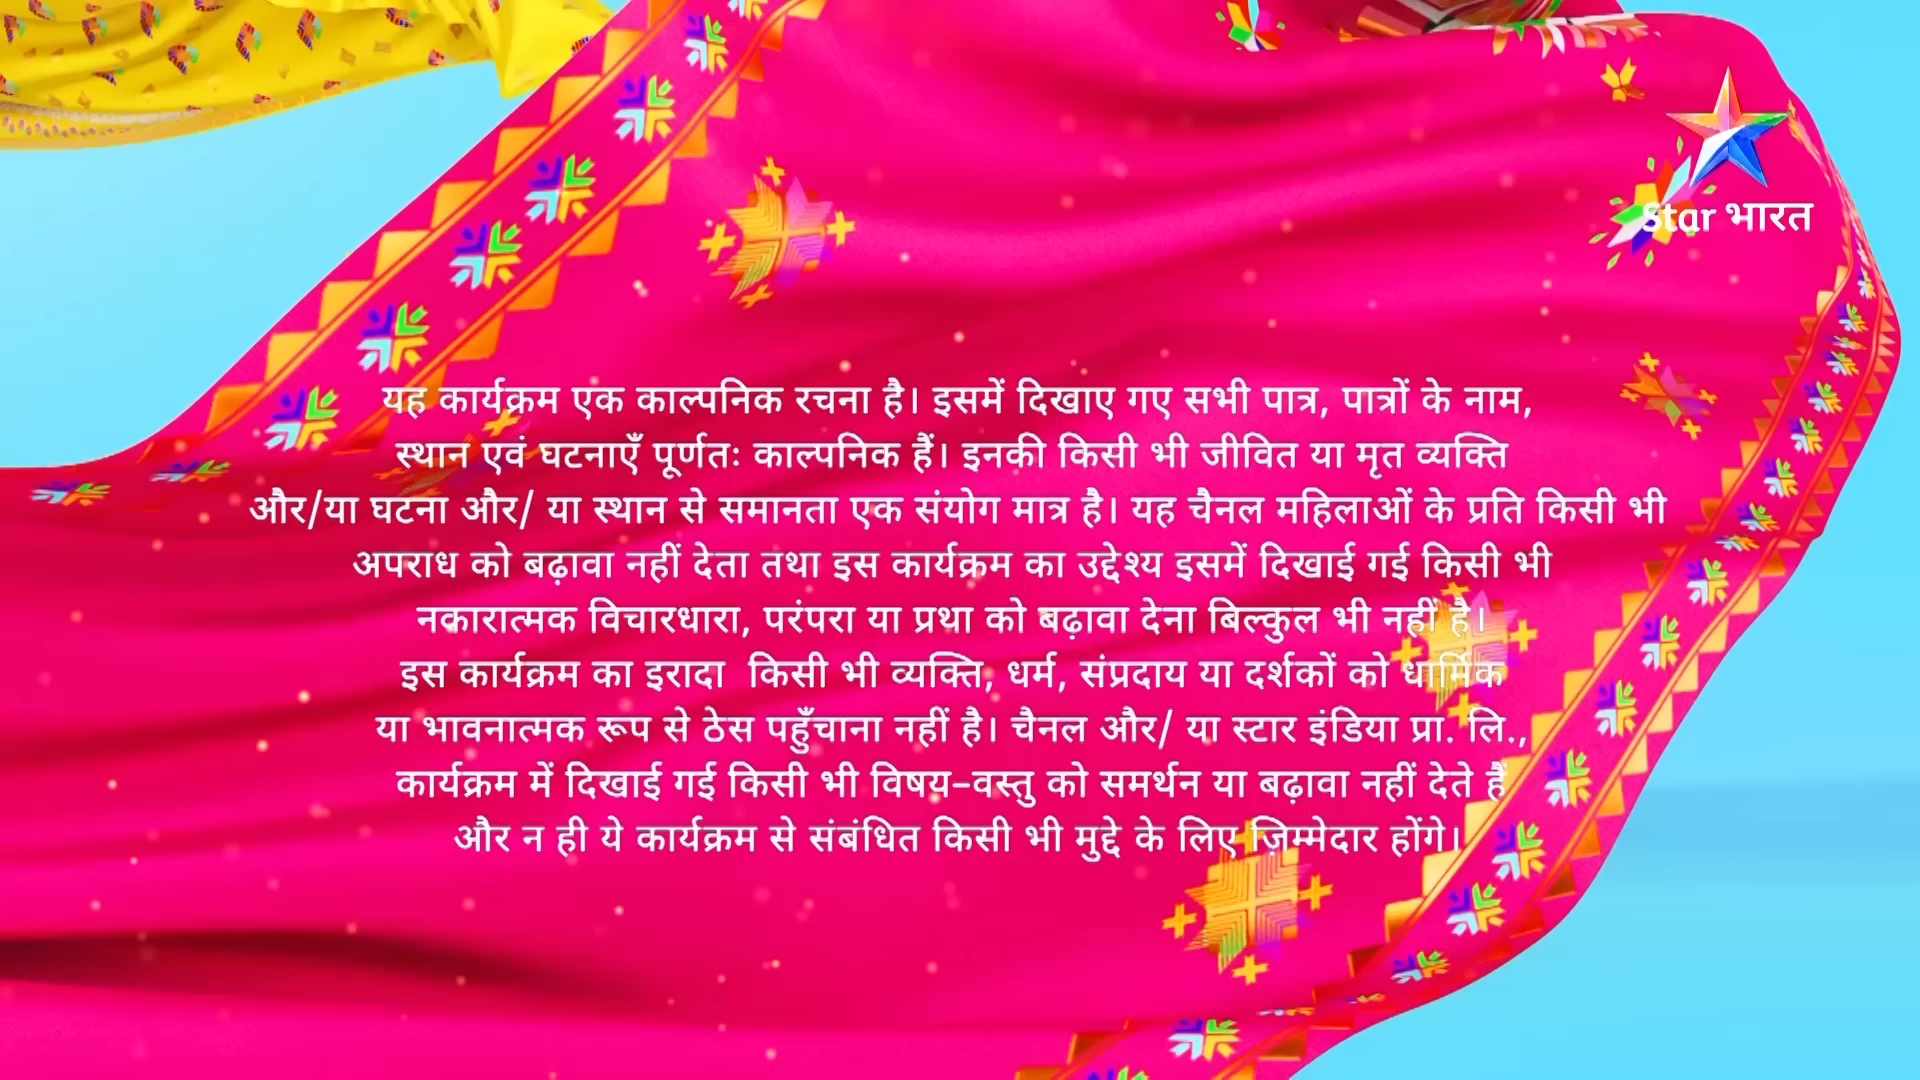 Star भारत
यह कार्यक्रम एक काल्पनिक रचना है। इसमें दिखाए गए सभी पात्र, पात्रों के नाम,
स्थान एवं घटनाएँ पूर्णतः काल्पनिक हैं। इनकी किसी भी जीवित या मृत व्यक्ति
और/या घटना और/ या स्थान से समानता एक संयोग मात्र है। यह चैनल महिलाओं के प्रति किसी भी
अपराध को बढ़ावा नहीं देता तथा इस कार्यक्रम का उद्देश्य इसमें दिखाई गई किसी भी
नकारात्मक विचारधारा, परंपरा या प्रथा को बढ़ावा देना बिल्कुल भी नहीं है।
इस कार्यक्रम का इरादा  किसी भी व्यक्ति, धर्म, संप्रदाय या दर्शकों को धार्मिक
या भावनात्मक रूप से ठेस पहुँचाना नहीं है। चैनल और/ या स्टार इंडिया प्रा. लि.,
कार्यक्रम में दिखाई गई किसी भी विषय–वस्तु को समर्थन या बढ़ावा नहीं देते हैं
और न ही ये कार्यक्रम से संबंधित किसी भी मुद्दे के लिए ज़िम्मेदार होंगे।